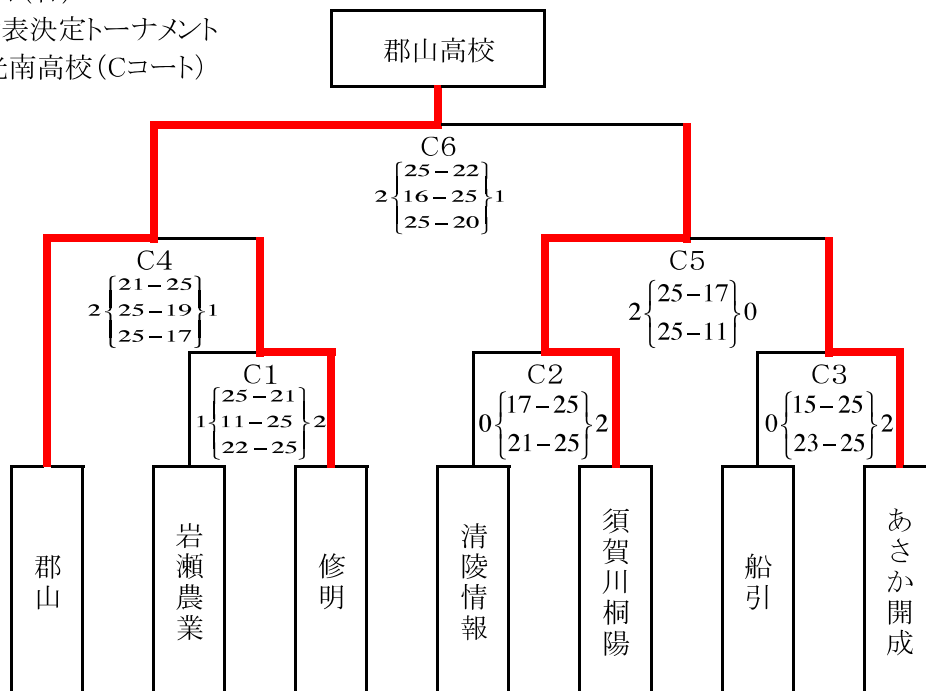 表決定トーナメント
南高校(Cコート)
郡山高校
C6
2 25-22 1
16-25
25-20
C4
2 21-25 1
25-19
25-17
C5
2 25-17 0
25-11
C1
1 25-21 2
11-25
22-25
C2
0 17-25 2
21-25
C3
0 15-25 2
23-25
郡山
岩瀬農業
修明
清陵情報
須賀川桐陽
船引
あさか開成